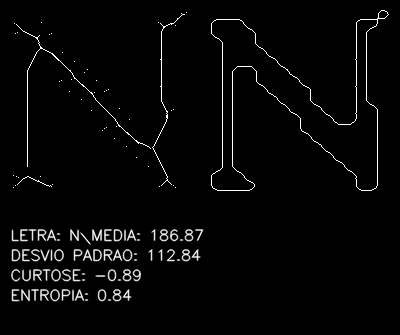 N N
LETRA: N\MEDIA: 186.87
DESVIO PADRAO: 112.84
CURTOSE: -0.89
ENTROPIA: 0.84